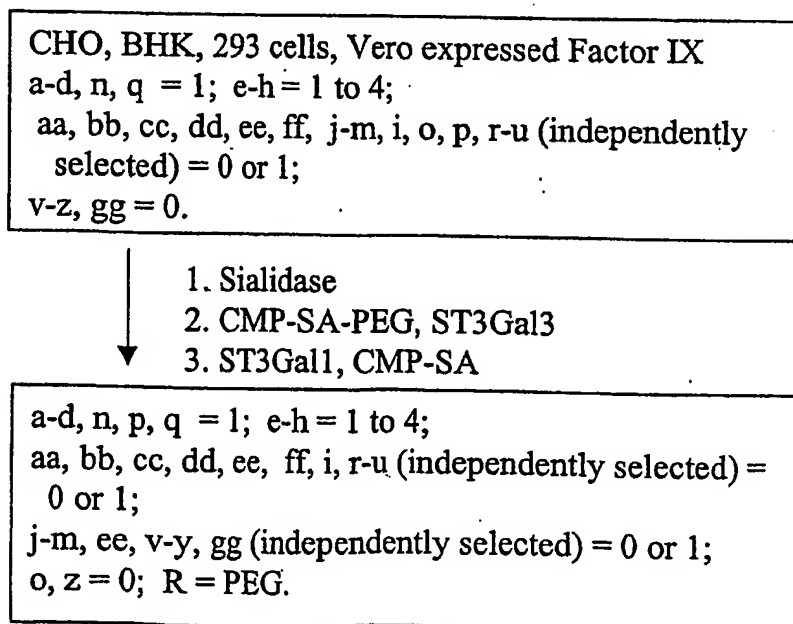 CHO, BHK, 293 cells, Vero expressed Factor IX
a-d, n, q = 1; e-h = 1 to 4;
aa, bb, cc, dd, ee, ff, j-m, i, o, p, r-u (independently
selected) = 0 or 1;
v-z, gg = 0.
1. Sialidase
2. CMP-SA-PEG, ST3Gal3
3. ST3Gal1, CMP-SA
a-d, n, p, q = 1; e-h = 1 to 4;
aa, bb, cc, dd, ee, ff, i, r-u (independently selected) =
0 or 1;
j-m, ee, v-y, gg (independently selected) = 0 or 1;
o, z = 0; R = PEG.